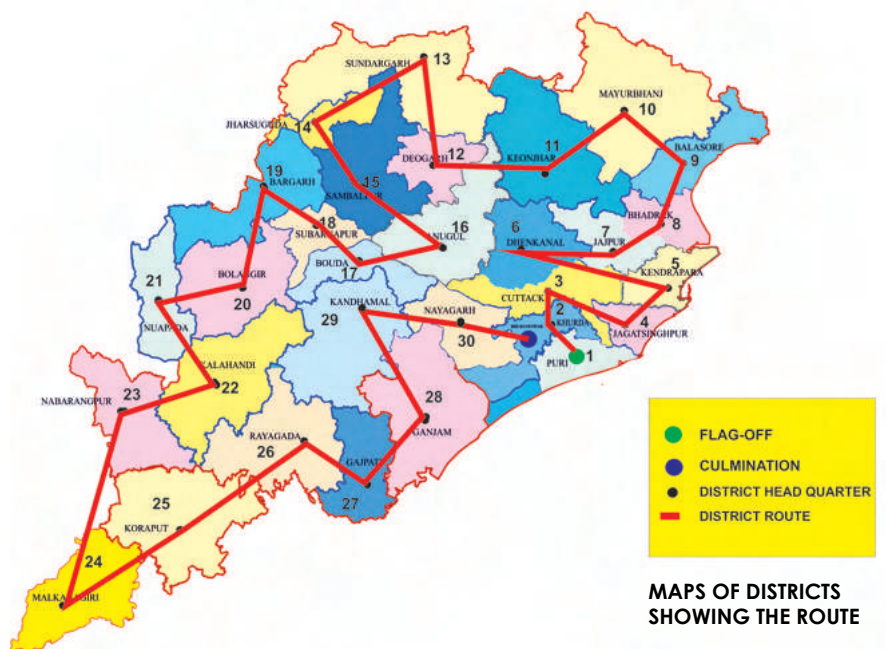 13
SUNDARGARH
MAYURBHANJ
10
JHARSUGUDA
14
11
BALASORE
12
DEOGARH
KEONJHAR
9
19
BARGARH
15
SAMBALPUR
18
SUBARNAPUR
16
ANUGUL
6
DHENKANAL
7
JAJPUR
BHADRAK
8
BOUDA
17
5
KENDRAPARA
21
BOLANGIR
20
3
CUTTACK
29
KANDHAMAL
NAYAGARH
30
2
KHURDA
4
JAGATSINGHPUR
NUAPADA
KALAHANDI
22
1
PURI
23
NABARANGPUR
28
GANJAM
RAYAGADA
26
GAJPATI
27
25
KORAPUT
24
MALKANAGIRI
FLAG-OFF
CULMINATION
DISTRICT HEAD QUARTER
DISTRICT ROUTE
MAPS OF DISTRICTS
SHOWING THE ROUTE